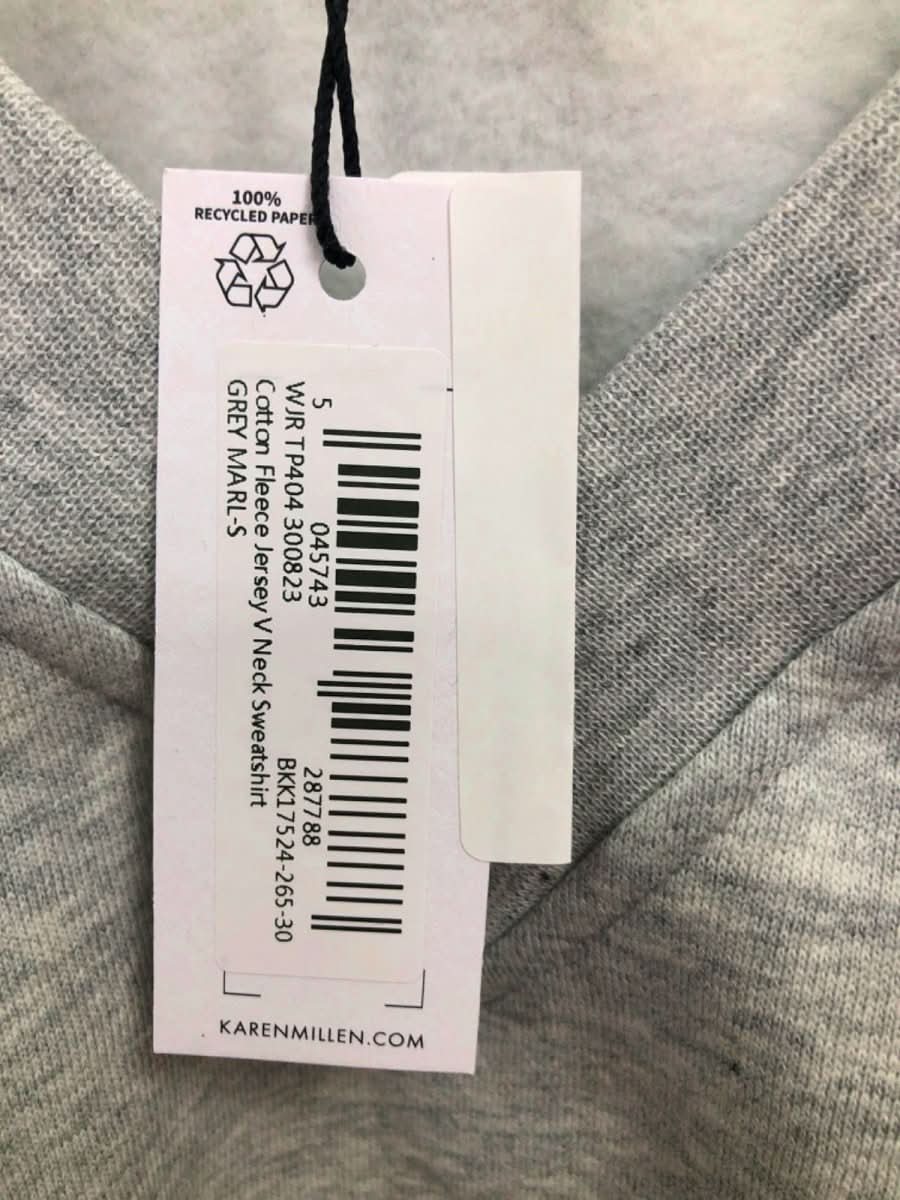 100%
RECYCLED PAPER
5 045743 287788
WJR TP404 300823 BKK17524-265-30
Cotton Fleece Jersey V Neck Sweatshirt
GREY MARL-S
KARENMILLEN.COM